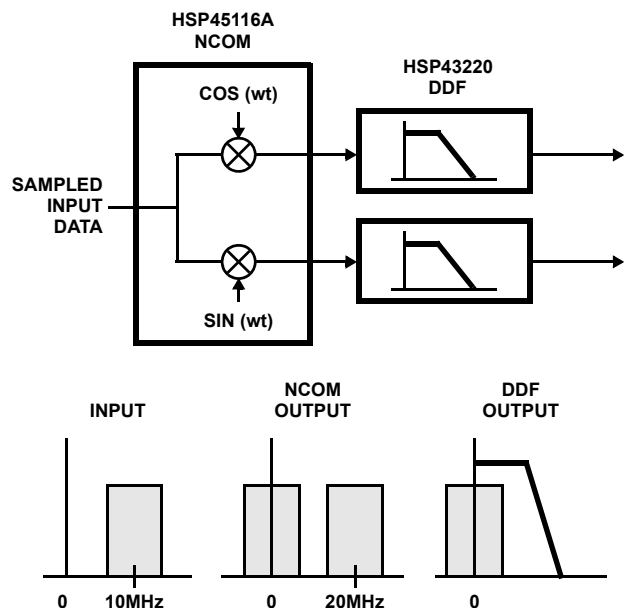 HSP45116A
NCOM
HSP43220
DDF
COS (wt)
SAMPLED
INPUT
DATA
SIN (wt)
INPUT
NCOM
OUTPUT
DDF
OUTPUT
0 10MHz
0 20MHz
0